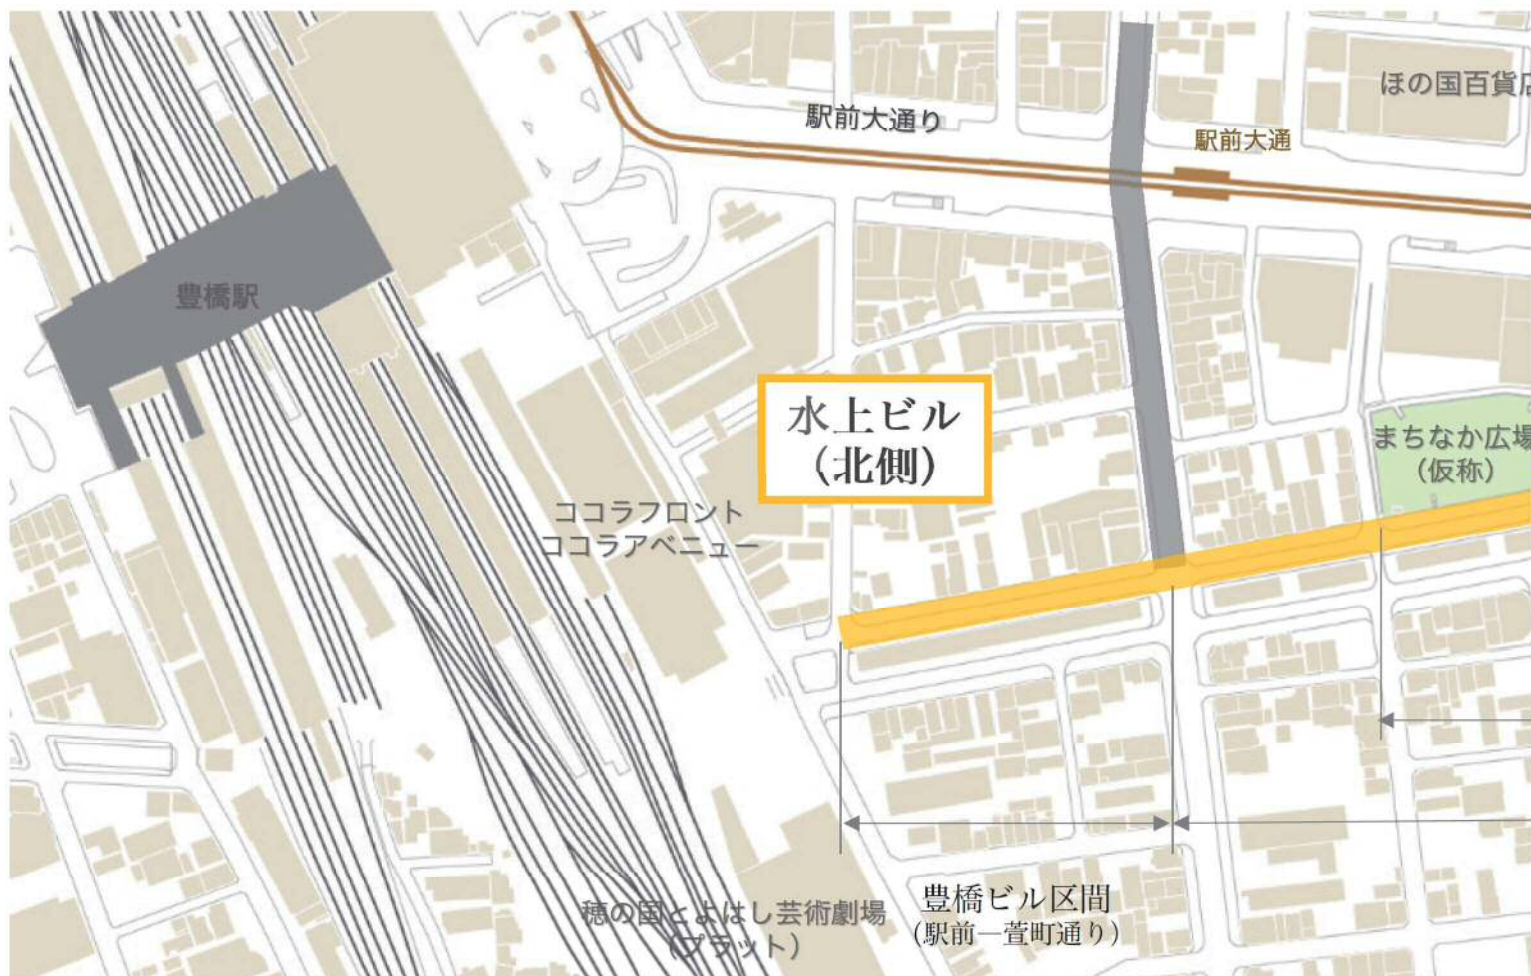 ほの国百貨店
駅前大通り
駅前大通
豊橋駅
水上ビル
（北側）
まちなか広場
（仮称）
ココラフロント
ココラアベニュー
豊橋ビル区間
（駅前—萱町通り）
穂の国とよはし芸術劇場
（プラット）